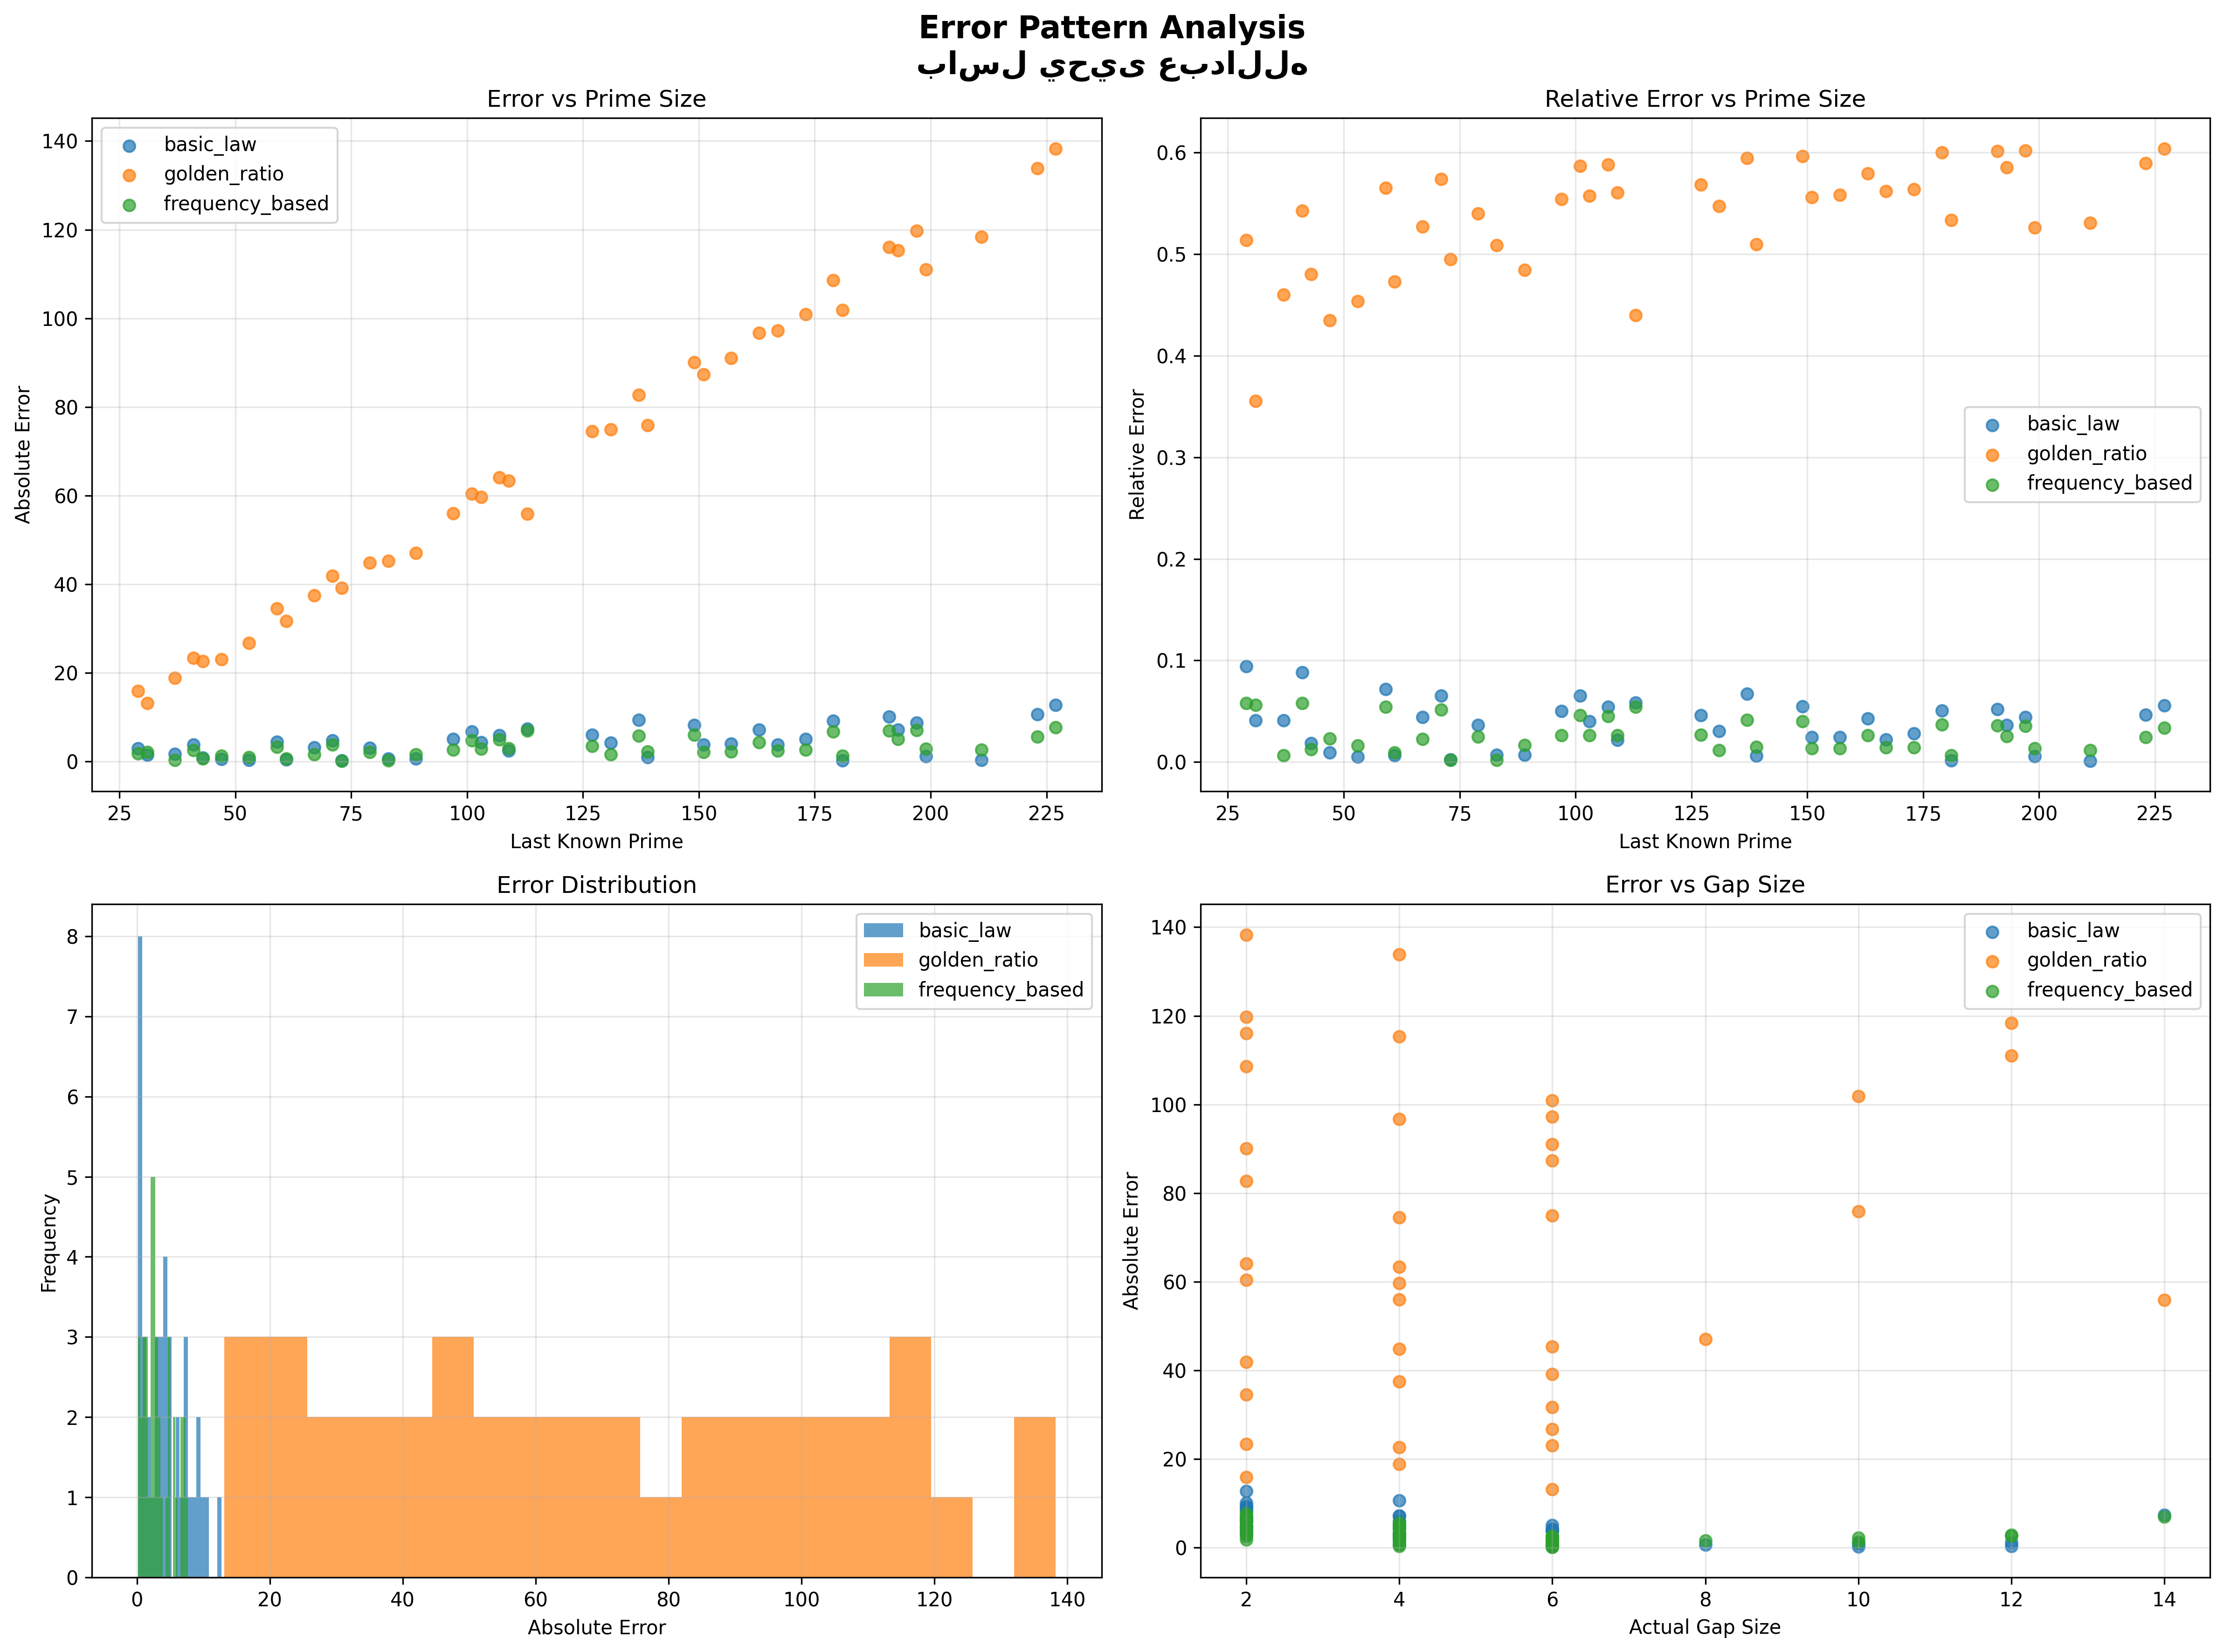 Error Pattern Analysis
باسل يحيى عبدالله
Error vs Prime Size
140
120
100
80
60
40
20
0
Absolute Error
basic_law
golden_ratio
frequency_based
25 50 75 100 125 150 175 200 225
Last Known Prime
Relative Error vs Prime Size
0.6
0.5
0.4
0.3
0.2
0.1
0.0
Relative Error
basic_law
golden_ratio
frequency_based
25 50 75 100 125 150 175 200 225
Last Known Prime
Error Distribution
8
7
6
5
4
3
2
1
0
Frequency
basic_law
golden_ratio
frequency_based
0 20 40 60 80 100 120 140
Absolute Error
Error vs Gap Size
140
120
100
80
60
40
20
0
Absolute Error
basic_law
golden_ratio
frequency_based
2 4 6 8 10 12 14
Actual Gap Size